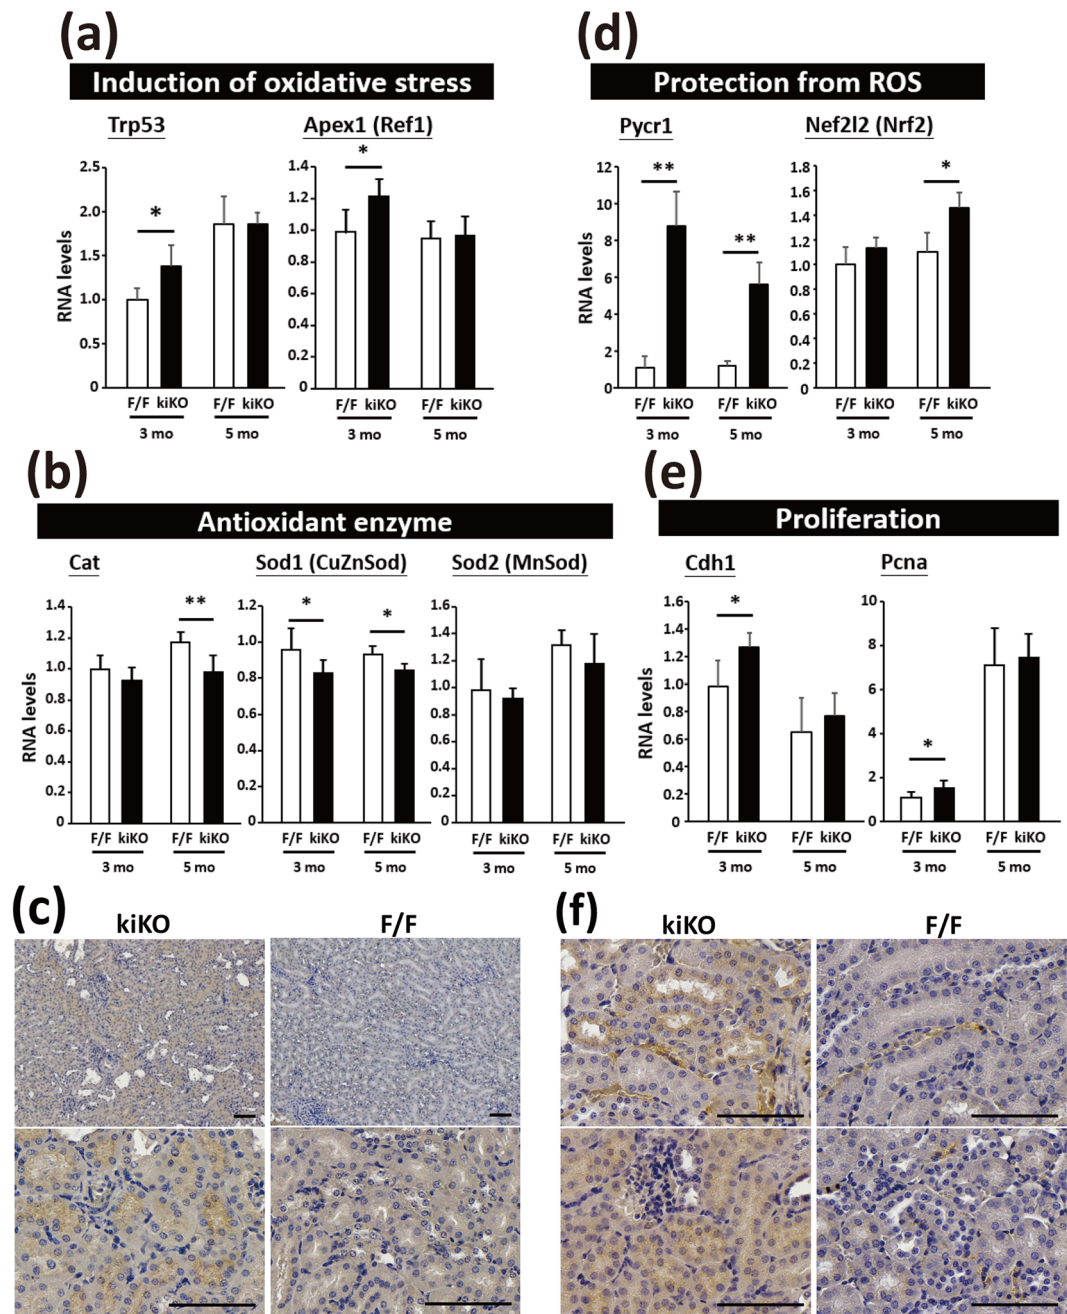 (a)
Induction of oxidative stress
Trp53
Apex1 (Ref1)
RNA levels
2.5
2.0
1.5
1.0
0.5
0
*
F/F kiKO F/F kiKO
3 mo 5 mo
1.4
1.2
1.0
0.8
0.6
0.4
0.2
0
*
F/F kiKO F/F kiKO
3 mo 5 mo
(d)
Protection from ROS
Pycr1
Nef2l2 (Nrf2)
RNA levels
12
10
8
6
4
2
0
**
**
F/F kiKO F/F kiKO
3 mo 5 mo
1.8
1.6
1.4
1.2
1.0
0.8
0.6
0.4
0.2
0
*
F/F kiKO F/F kiKO
3 mo 5 mo
(b)
Antioxidant enzyme
Cat
Sod1 (CuZnSod)
Sod2 (MnSod)
RNA levels
1.4
1.2
1.0
0.8
0.6
0.4
0.2
0
**
F/F kiKO F/F kiKO
3 mo 5 mo
1.2
1.0
0.8
0.6
0.4
0.2
0
*
*
F/F kiKO F/F kiKO
3 mo 5 mo
1.6
1.4
1.2
1.0
0.8
0.6
0.4
0.2
0
F/F kiKO F/F kiKO
3 mo 5 mo
(e)
Proliferation
Cdh1
Pcna
RNA levels
1.6
1.4
1.2
1.0
0.8
0.6
0.4
0.2
0
*
F/F kiKO F/F kiKO
3 mo 5 mo
10
8
6
4
2
0
*
F/F kiKO F/F kiKO
3 mo 5 mo
(c)
kiKO F/F
(f)
kiKO F/F